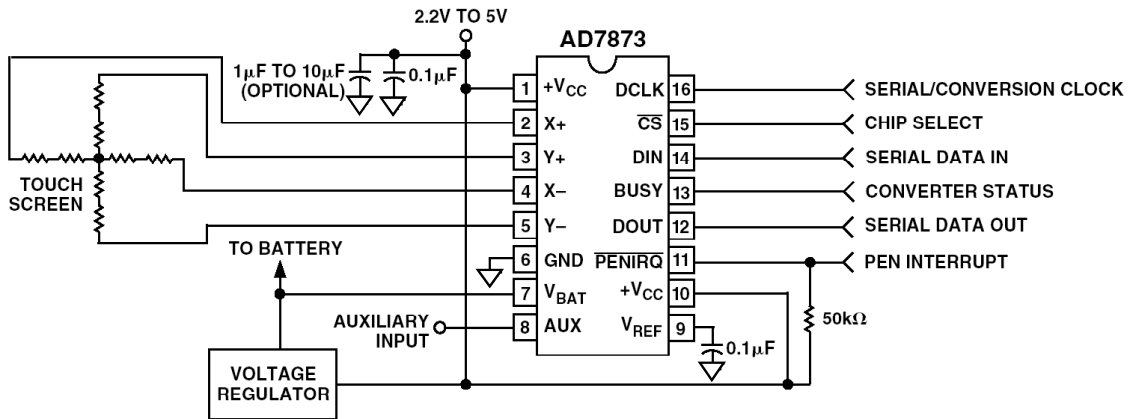 2.2V TO 5V
AD7873
1μF TO 10μF
(OPTIONAL)
0.1μF
1 +VCC
2 X+
3 Y+
4 X–
5 Y–
6 GND
7 VBAT
8 AUX
DCLK 16
CS 15
DIN 14
BUSY 13
DOUT 12
PENIRQ 11
+VCC 10
VREF 9
SERIAL/CONVERSION CLOCK
CHIP SELECT
SERIAL DATA IN
CONVERTER STATUS
SERIAL DATA OUT
PEN INTERRUPT
TOUCH
SCREEN
TO BATTERY
AUXILIARY
INPUT
VOLTAGE
REGULATOR
50kΩ
0.1μF